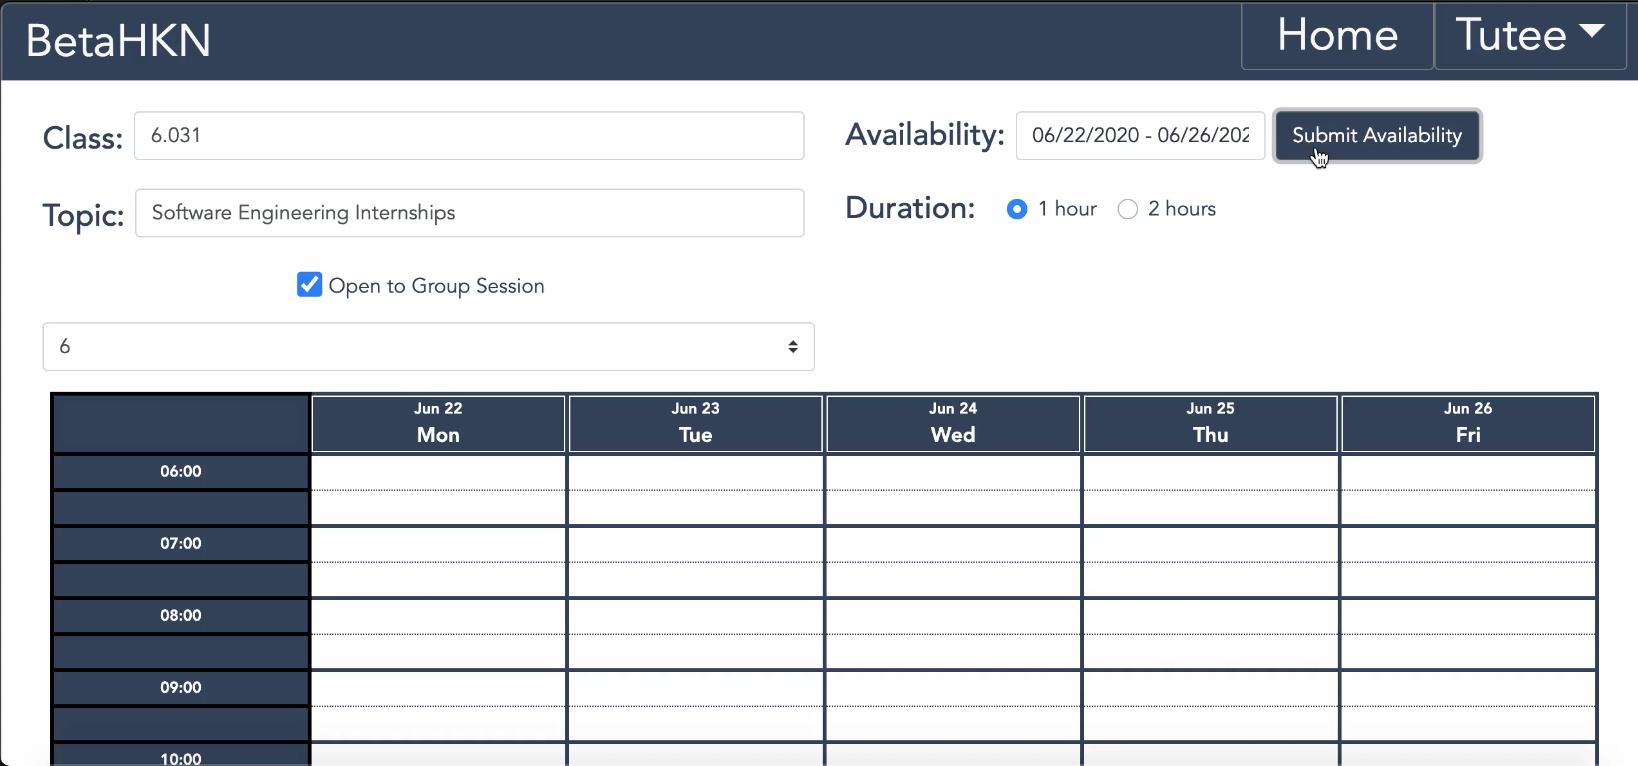 BetaHKN
Home
Tutee
Class:
6.031
Availability:
06/22/2020 - 06/26/202
Submit Availability
Topic:
Software Engineering Internships
Duration:
1 hour
2 hours
Open to Group Session
6
Jun 22
Mon
Jun 23
Tue
Jun 24
Wed
Jun 25
Thu
Jun 26
Fri
06:00
07:00
08:00
09:00
10:00